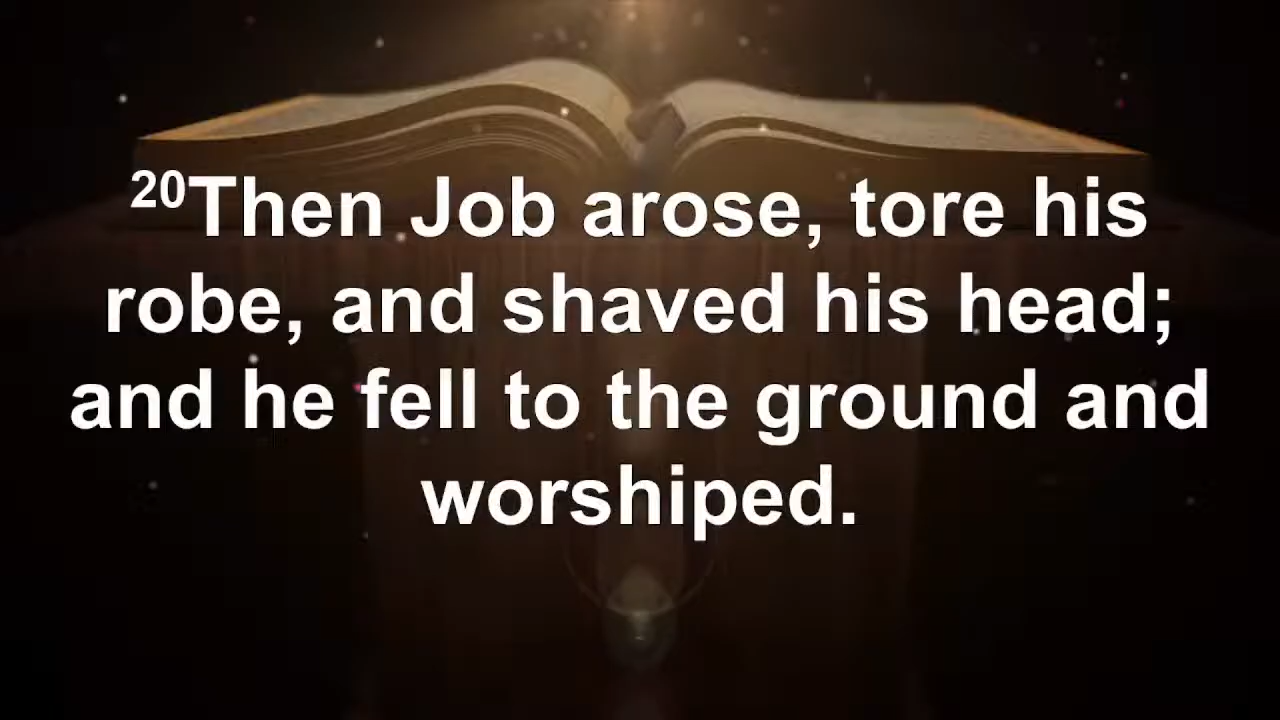 20Then Job arose, tore his
robe, and shaved his head;
and he fell to the ground and
worshiped.